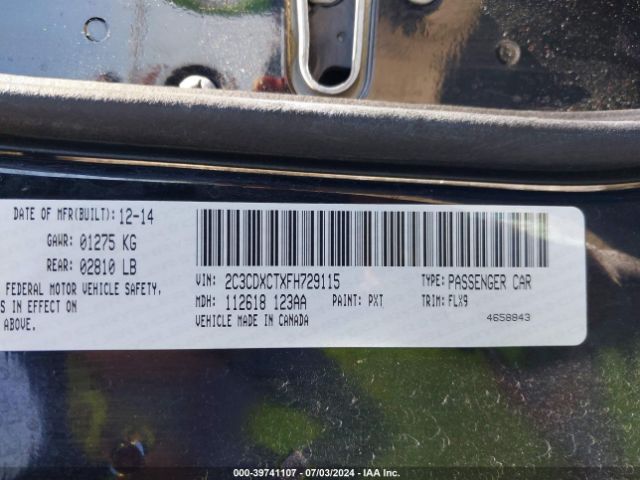 DATE OF MFR(BUILT): 12-14
GAWR: 01275 KG
REAR: 02810 LB
FEDERAL MOTOR VEHICLE SAFETY,
S IN EFFECT ON
ABOVE.
VIN: 2C3CDXCTXFH729115
TYPE: PASSENGER CAR
MDH: 112618 123AA
PAINT: PXT
TRIM: FLX9
VEHICLE MADE IN CANADA
4658843
000-39741107 - 07/03/2024 - IAA Inc.